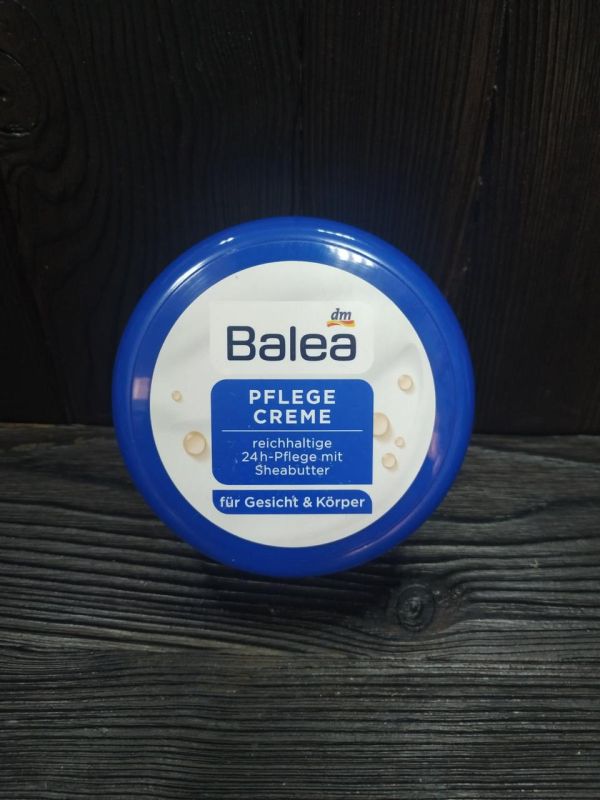 dm
Balea
PFLEGE
CREME
reichhaltige
24h-Pflege mit
Sheabutter
für Gesicht & Körper